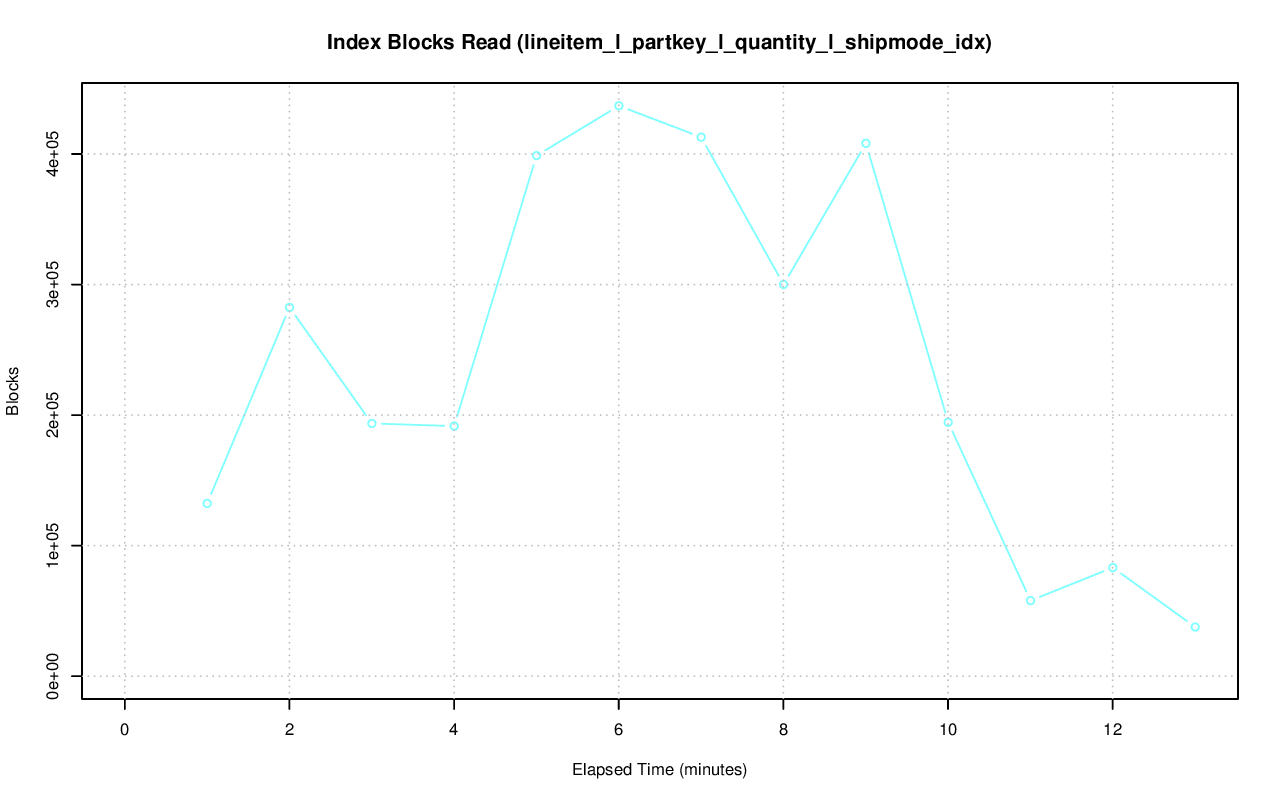 Index Blocks Read (lineitem_l_partkey_l_quantity_l_shipmode_idx)
Blocks
4e+05
3e+05
2e+05
1e+05
0e+00
0 2 4 6 8 10 12
Elapsed Time (minutes)